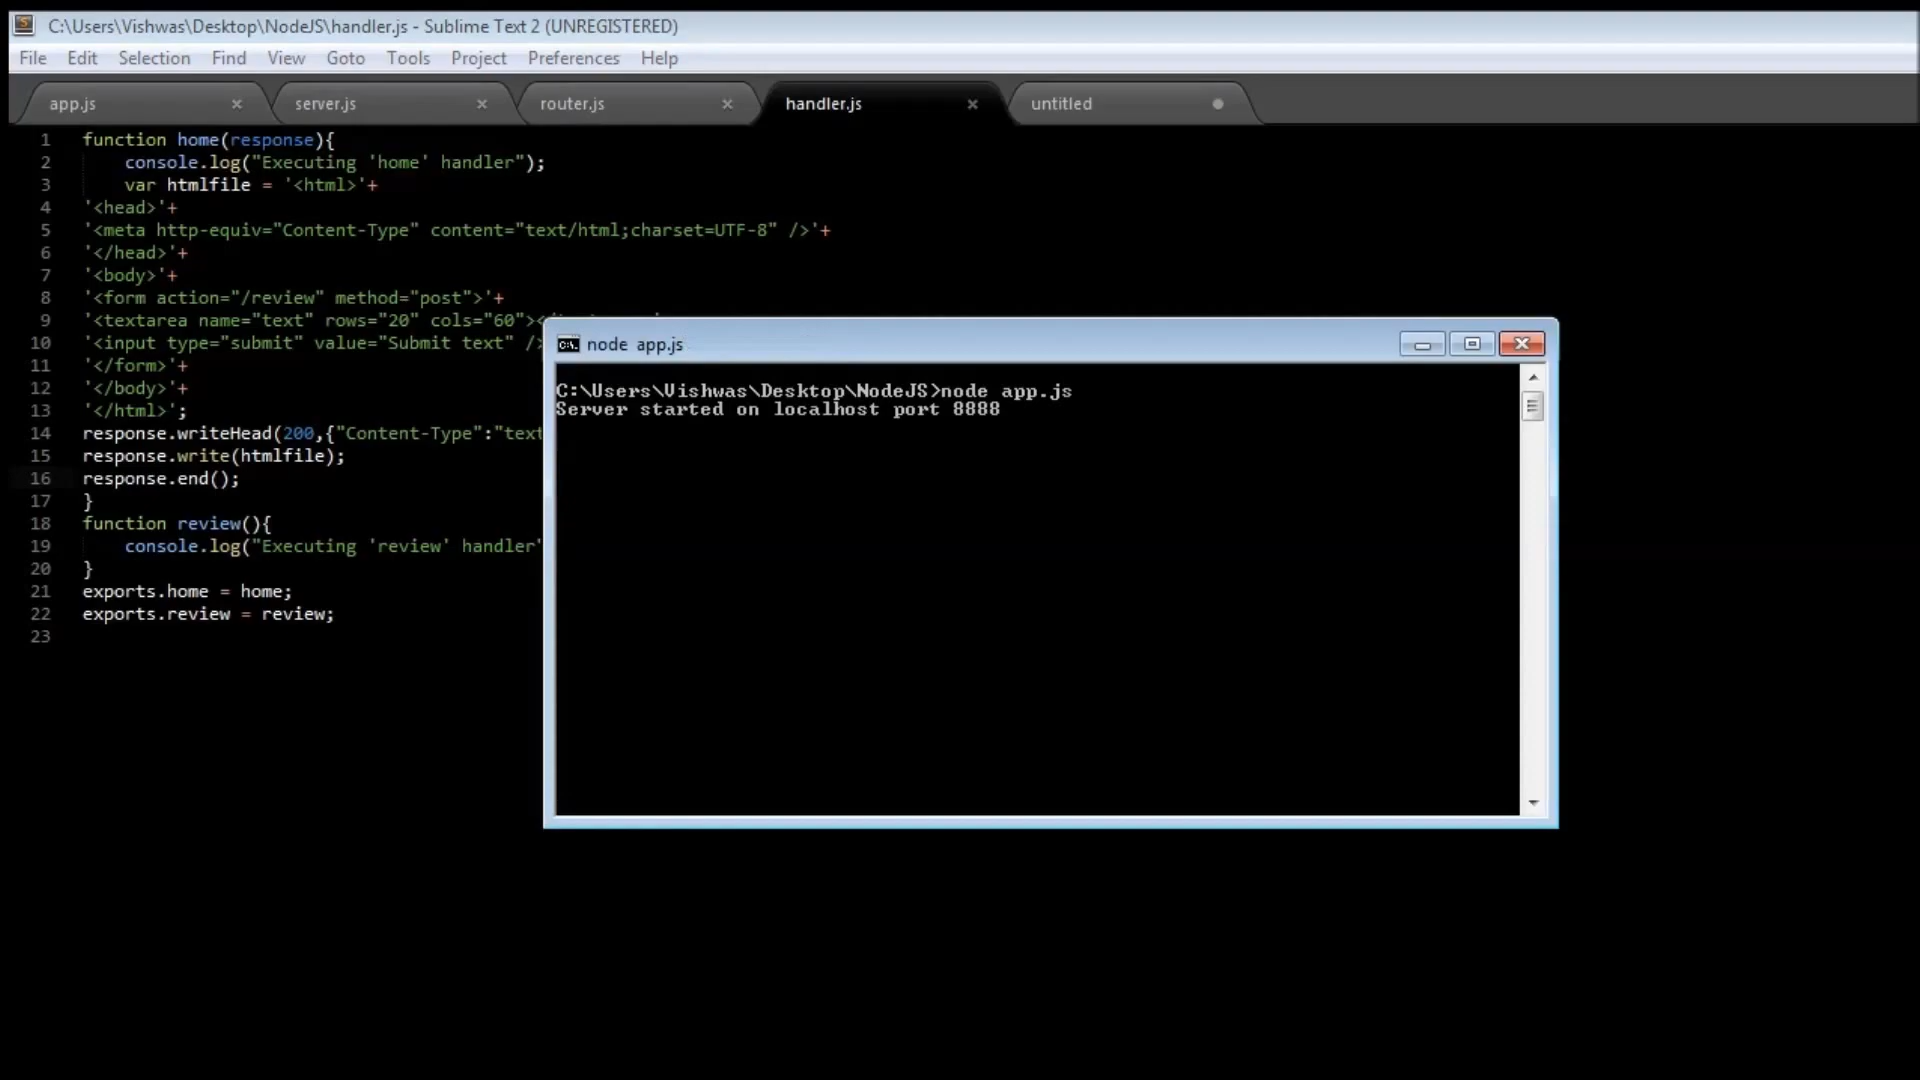 C:\Users\Vishwas\Desktop\NodeJS\handler.js - Sublime Text 2 (UNREGISTERED)
File Edit Selection Find View Goto Tools Project Preferences Help
app.js × server.js × router.js × handler.js × untitled
1 function home(response){
2 console.log("Executing 'home' handler");
3 var htmlfile = '<html>'+
4 '<head>'+
5 '<meta http-equiv="Content-Type" content="text/html;charset=UTF-8" />'+
6 '</head>'+
7 '<body>'+
8 '<form action="/review" method="post">'+
9 '<textarea name="text" rows="20" cols="60"><
10 '<input type="submit" value="Submit text" />
11 '</form>'+
12 '</body>'+
13 '</html>';
14 response.writeHead(200,{"Content-Type":"text
15 response.write(htmlfile);
16 response.end();
17 }
18 function review(){
19 console.log("Executing 'review' handler"
20 }
21 exports.home = home;
22 exports.review = review;
23
node app.js
C:\Users\Vishwas\Desktop\NodeJS>node app.js
Server started on localhost port 8888